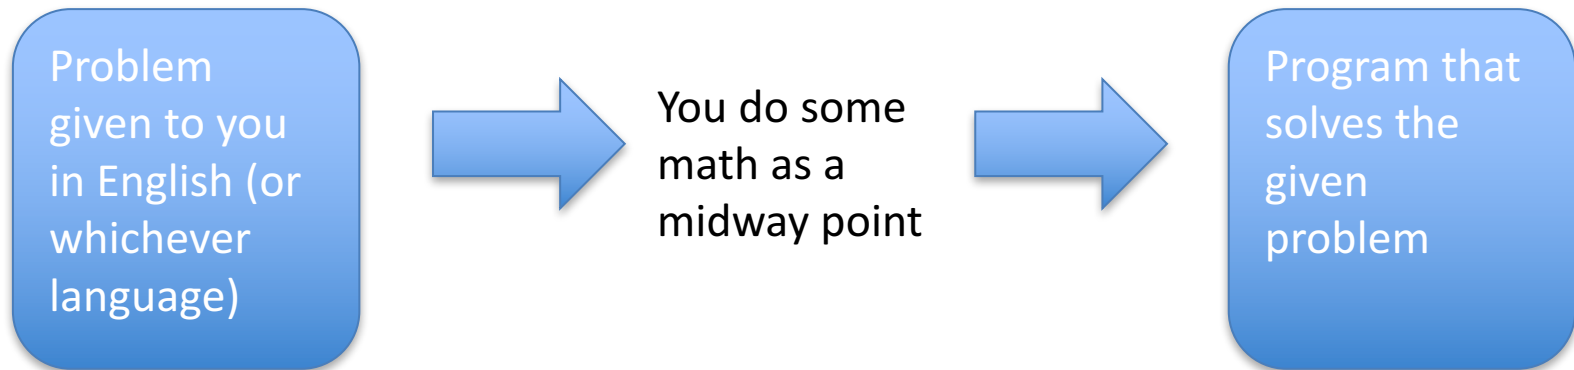 Problem
given to you
in English (or
whichever
language)
You do some
math as a
midway point
Program that
solves the
given
problem